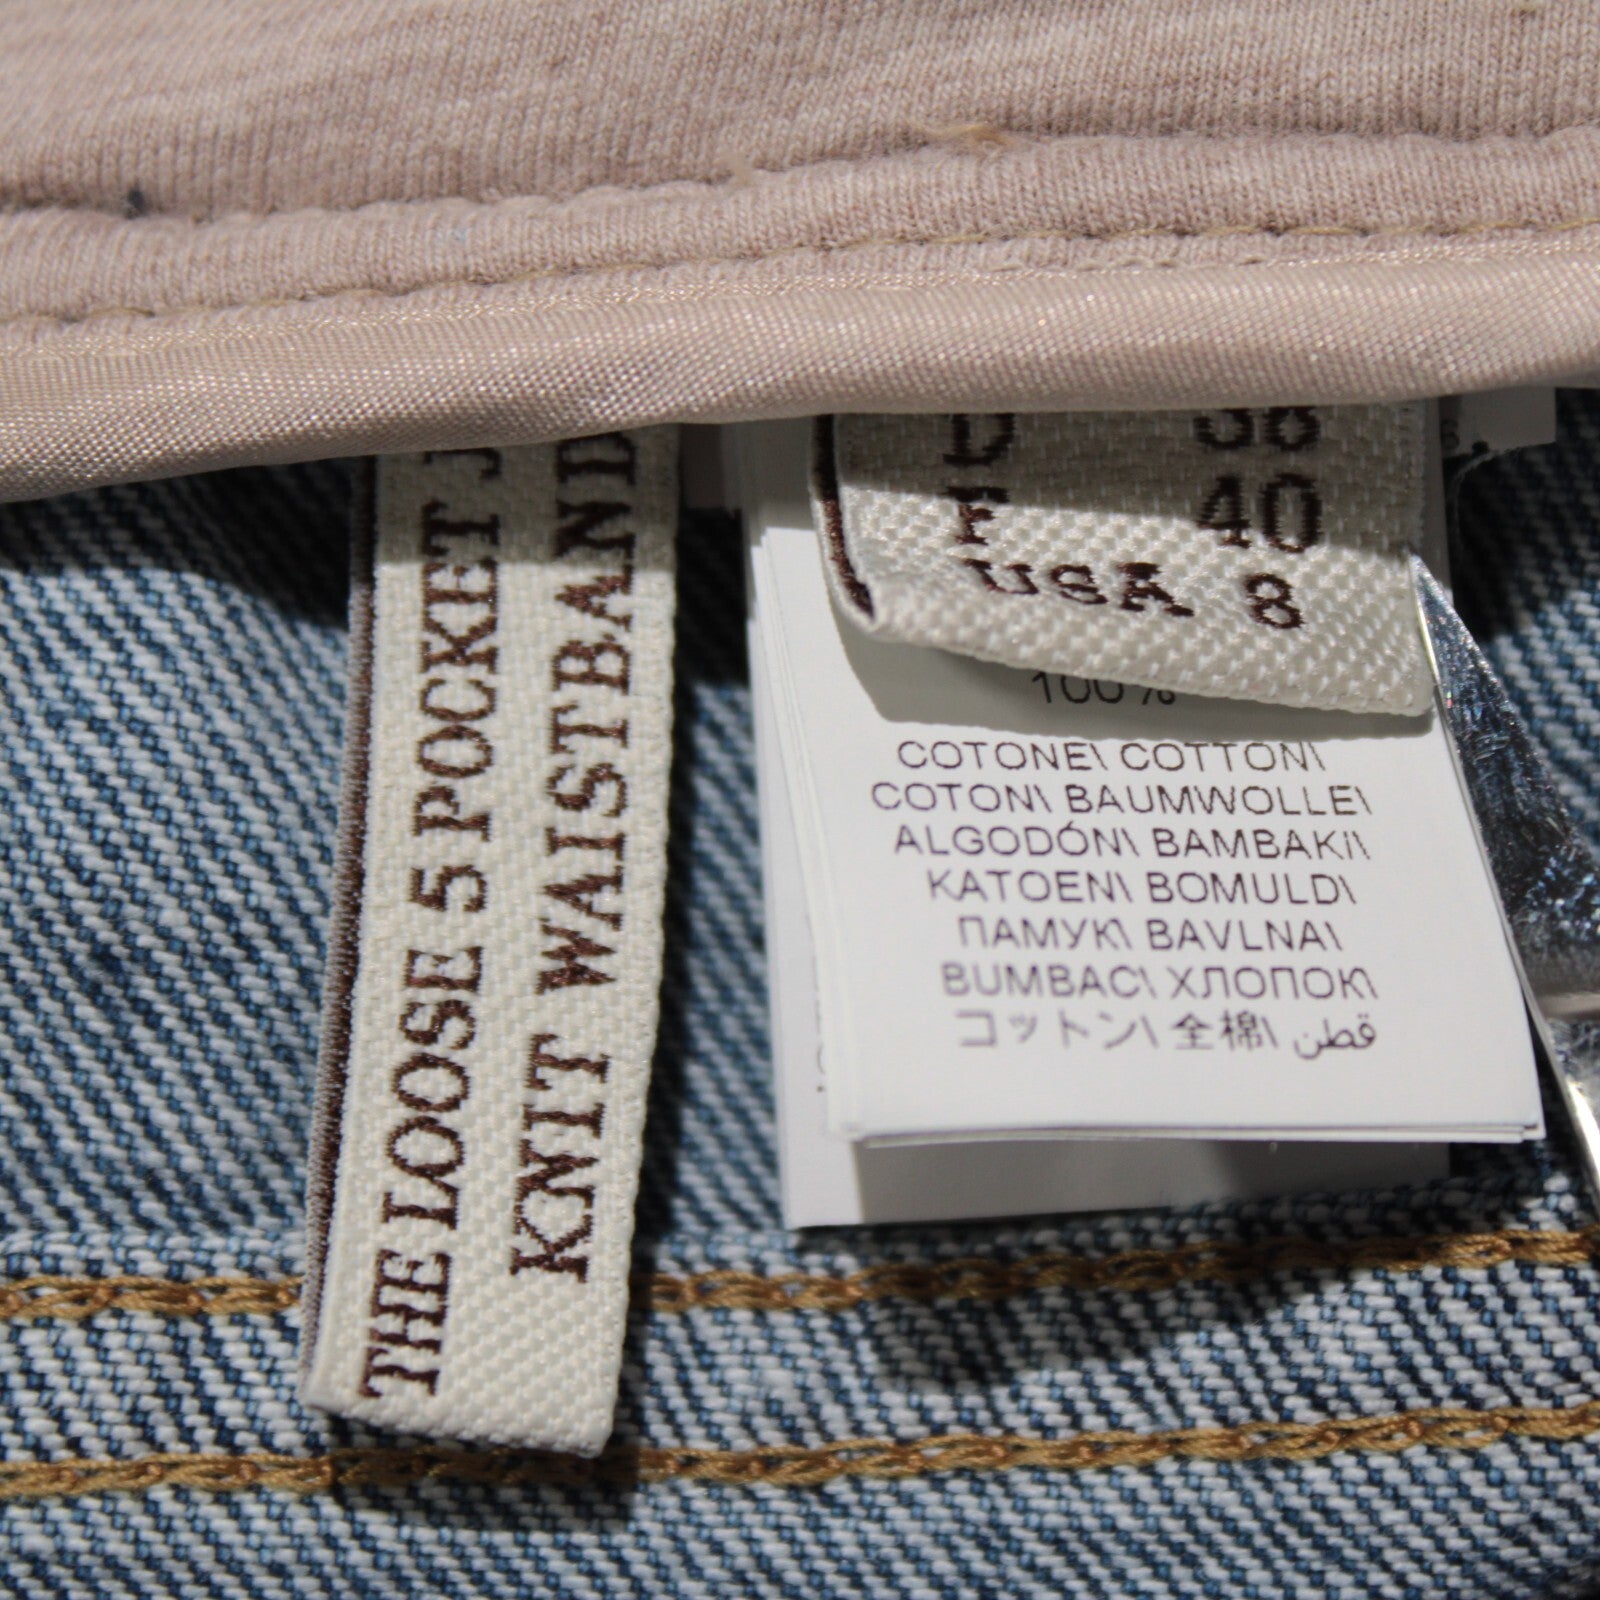 THE LOOSE 5 POCKET J
KNIT WAISTBAND
D 38
F 40
USA 8
100%
COTONE\ COTTON\
COTON\ BAUMWOLLE\
ALGODÓN\ BAMBAKI\
KATOEN\ BOMULD\
ПАМУК\ BAVLNA\
BUMBAC\ ХЛОПОК\
コットン\ 全棉\ قطن